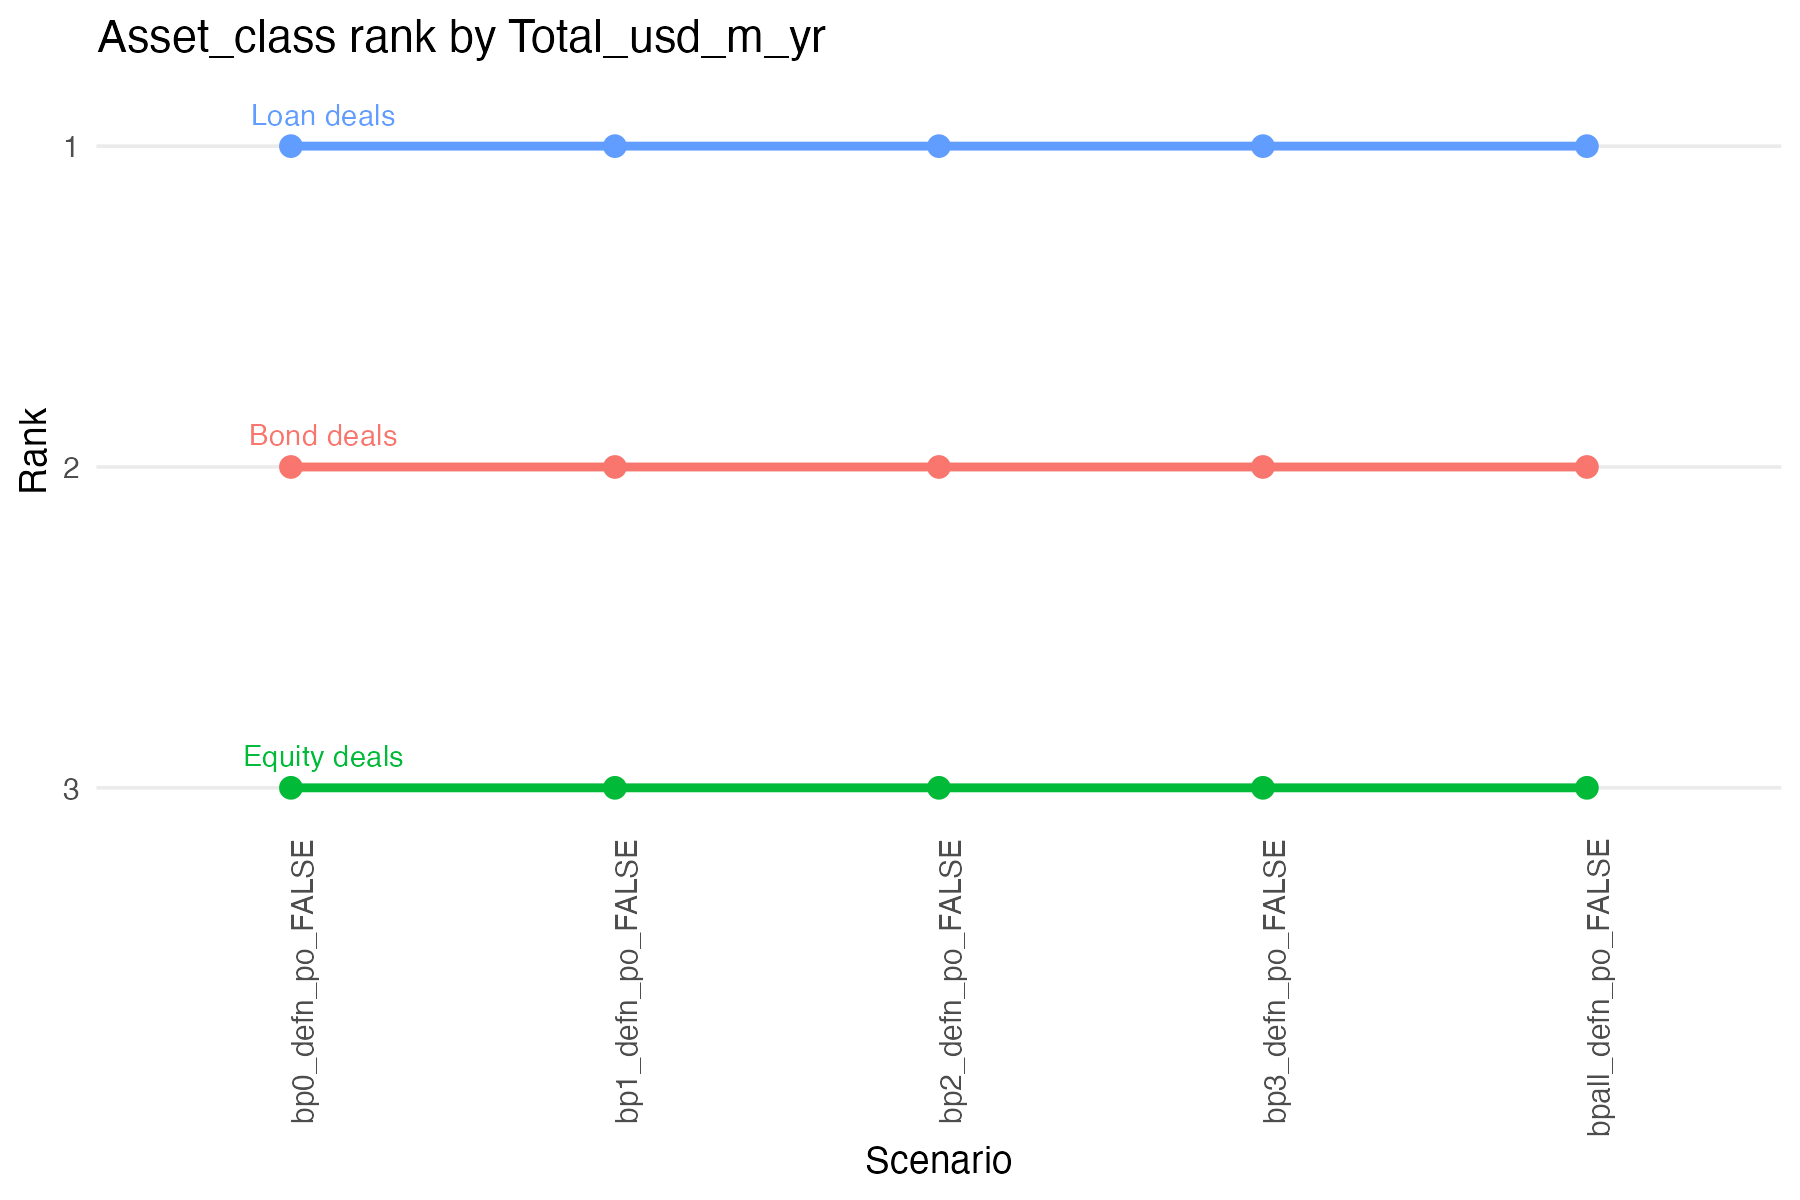 Asset_class rank by Total_usd_m_yr
Loan deals
1
Bond deals
2
Equity deals
3
Rank
bp0_defn_po_FALSE
bp1_defn_po_FALSE
bp2_defn_po_FALSE
bp3_defn_po_FALSE
bpall_defn_po_FALSE
Scenario